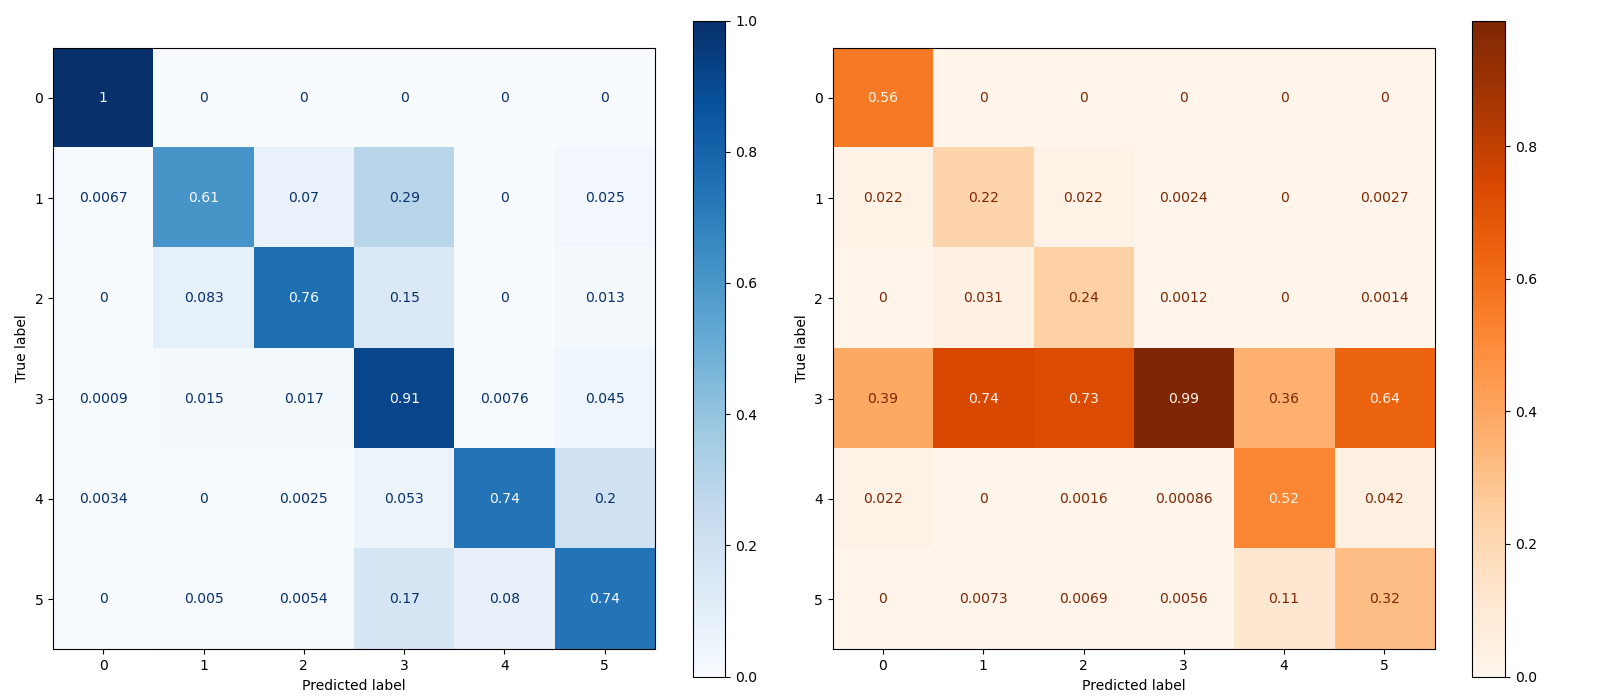 1.0
0 1 0 0 0 0 0 0 0.56 0 0 0 0 0
0.8 0.8
1 0.0067 0.61 0.07 0.29 0 0.025 1 0.022 0.22 0.022 0.0024 0 0.0027
0.6 0.6
2 0 0.083 0.76 0.15 0 0.013 2 0 0.031 0.24 0.0012 0 0.0014
True label True label
3 0.0009 0.015 0.017 0.91 0.0076 0.045 3 0.39 0.74 0.73 0.99 0.36 0.64
0.4 0.4
4 0.0034 0 0.0025 0.053 0.74 0.2 4 0.022 0 0.0016 0.00086 0.52 0.042
0.2 0.2
5 0 0.005 0.0054 0.17 0.08 0.74 5 0 0.0073 0.0069 0.0056 0.11 0.32
0 1 2 3 4 5 0.0 0 1 2 3 4 5 0.0
Predicted label Predicted label